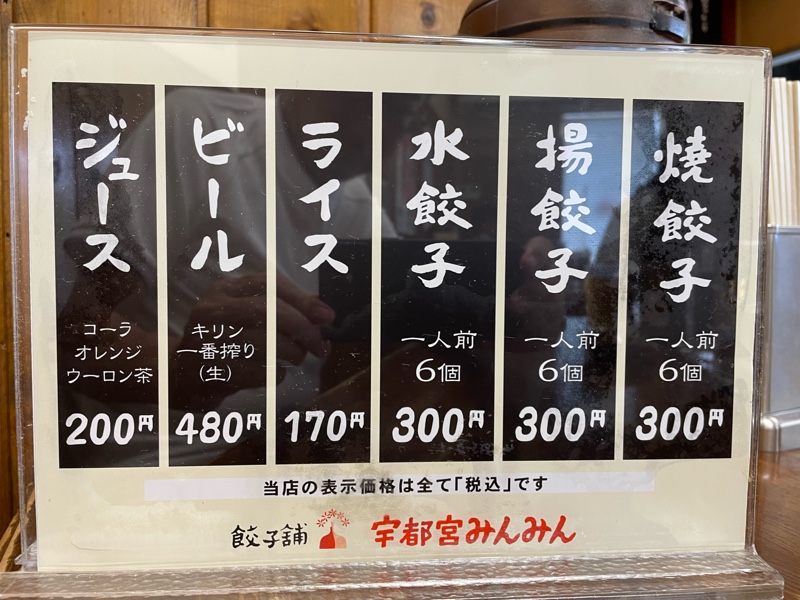 焼餃子
一人前
6個
300円
揚餃子
一人前
6個
300円
水餃子
一人前
6個
300円
ライス
170円
ビール
キリン
一番搾り
(生)
480円
ジュース
コーラ
オレンジ
ウーロン茶
200円
当店の表示価格は全て「税込」です
餃子舗 宇都宮みんみん